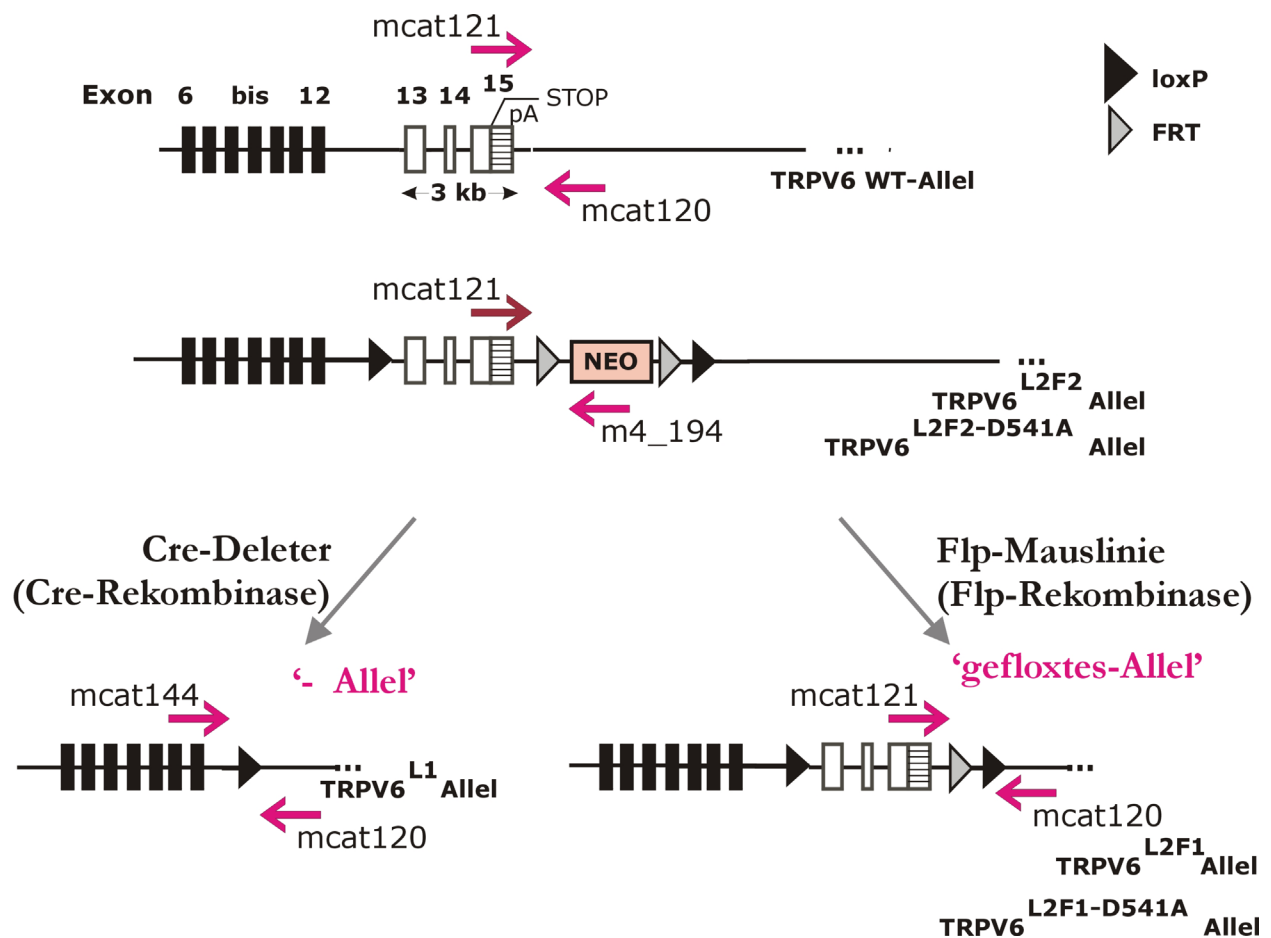 mcat121
Exon 6 bis 12 13 14 15 STOP
pA
loxP
FRT
3 kb
...
TRPV6 WT-Allel
mcat120
mcat121
NEO
...
m4_194
TRPV6 L2F2 Allel
TRPV6 L2F2-D541A Allel
Cre-Deleter
(Cre-Rekombinase)
Flp-Mauslinie
(Flp-Rekombinase)
‘- Allel’
‘gefloxtes-Allel’
mcat144
...
TRPV6 L1 Allel
mcat120
mcat121
...
mcat120
TRPV6 L2F1 Allel
TRPV6 L2F1-D541A Allel